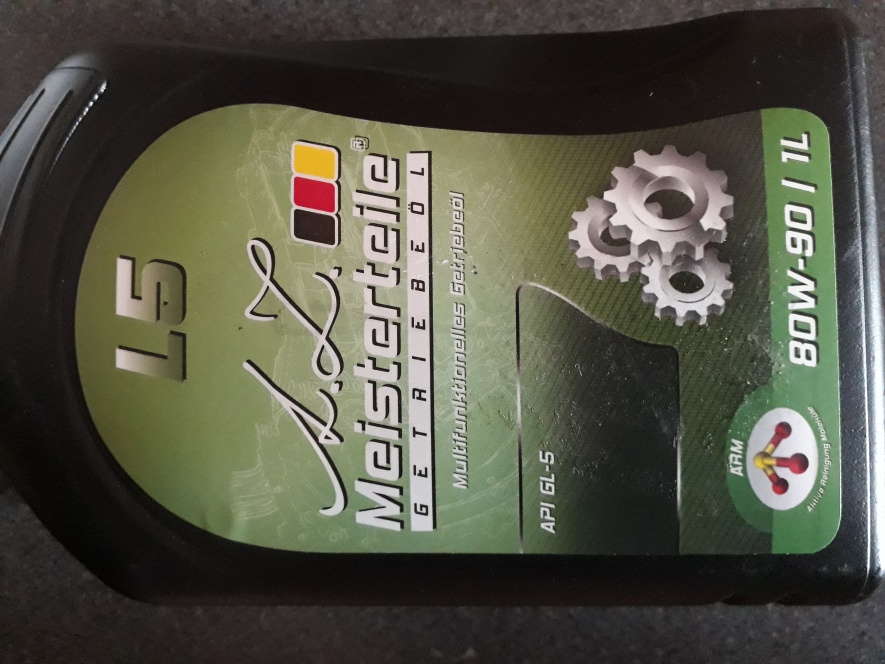 L5
A.Z.
Meisterteile®
GETRIEBEÖL
Multifunktionelles Getriebeöl
API GL-5
80W-90 / 1L
ARM
Aktive Reinigung Moleküle